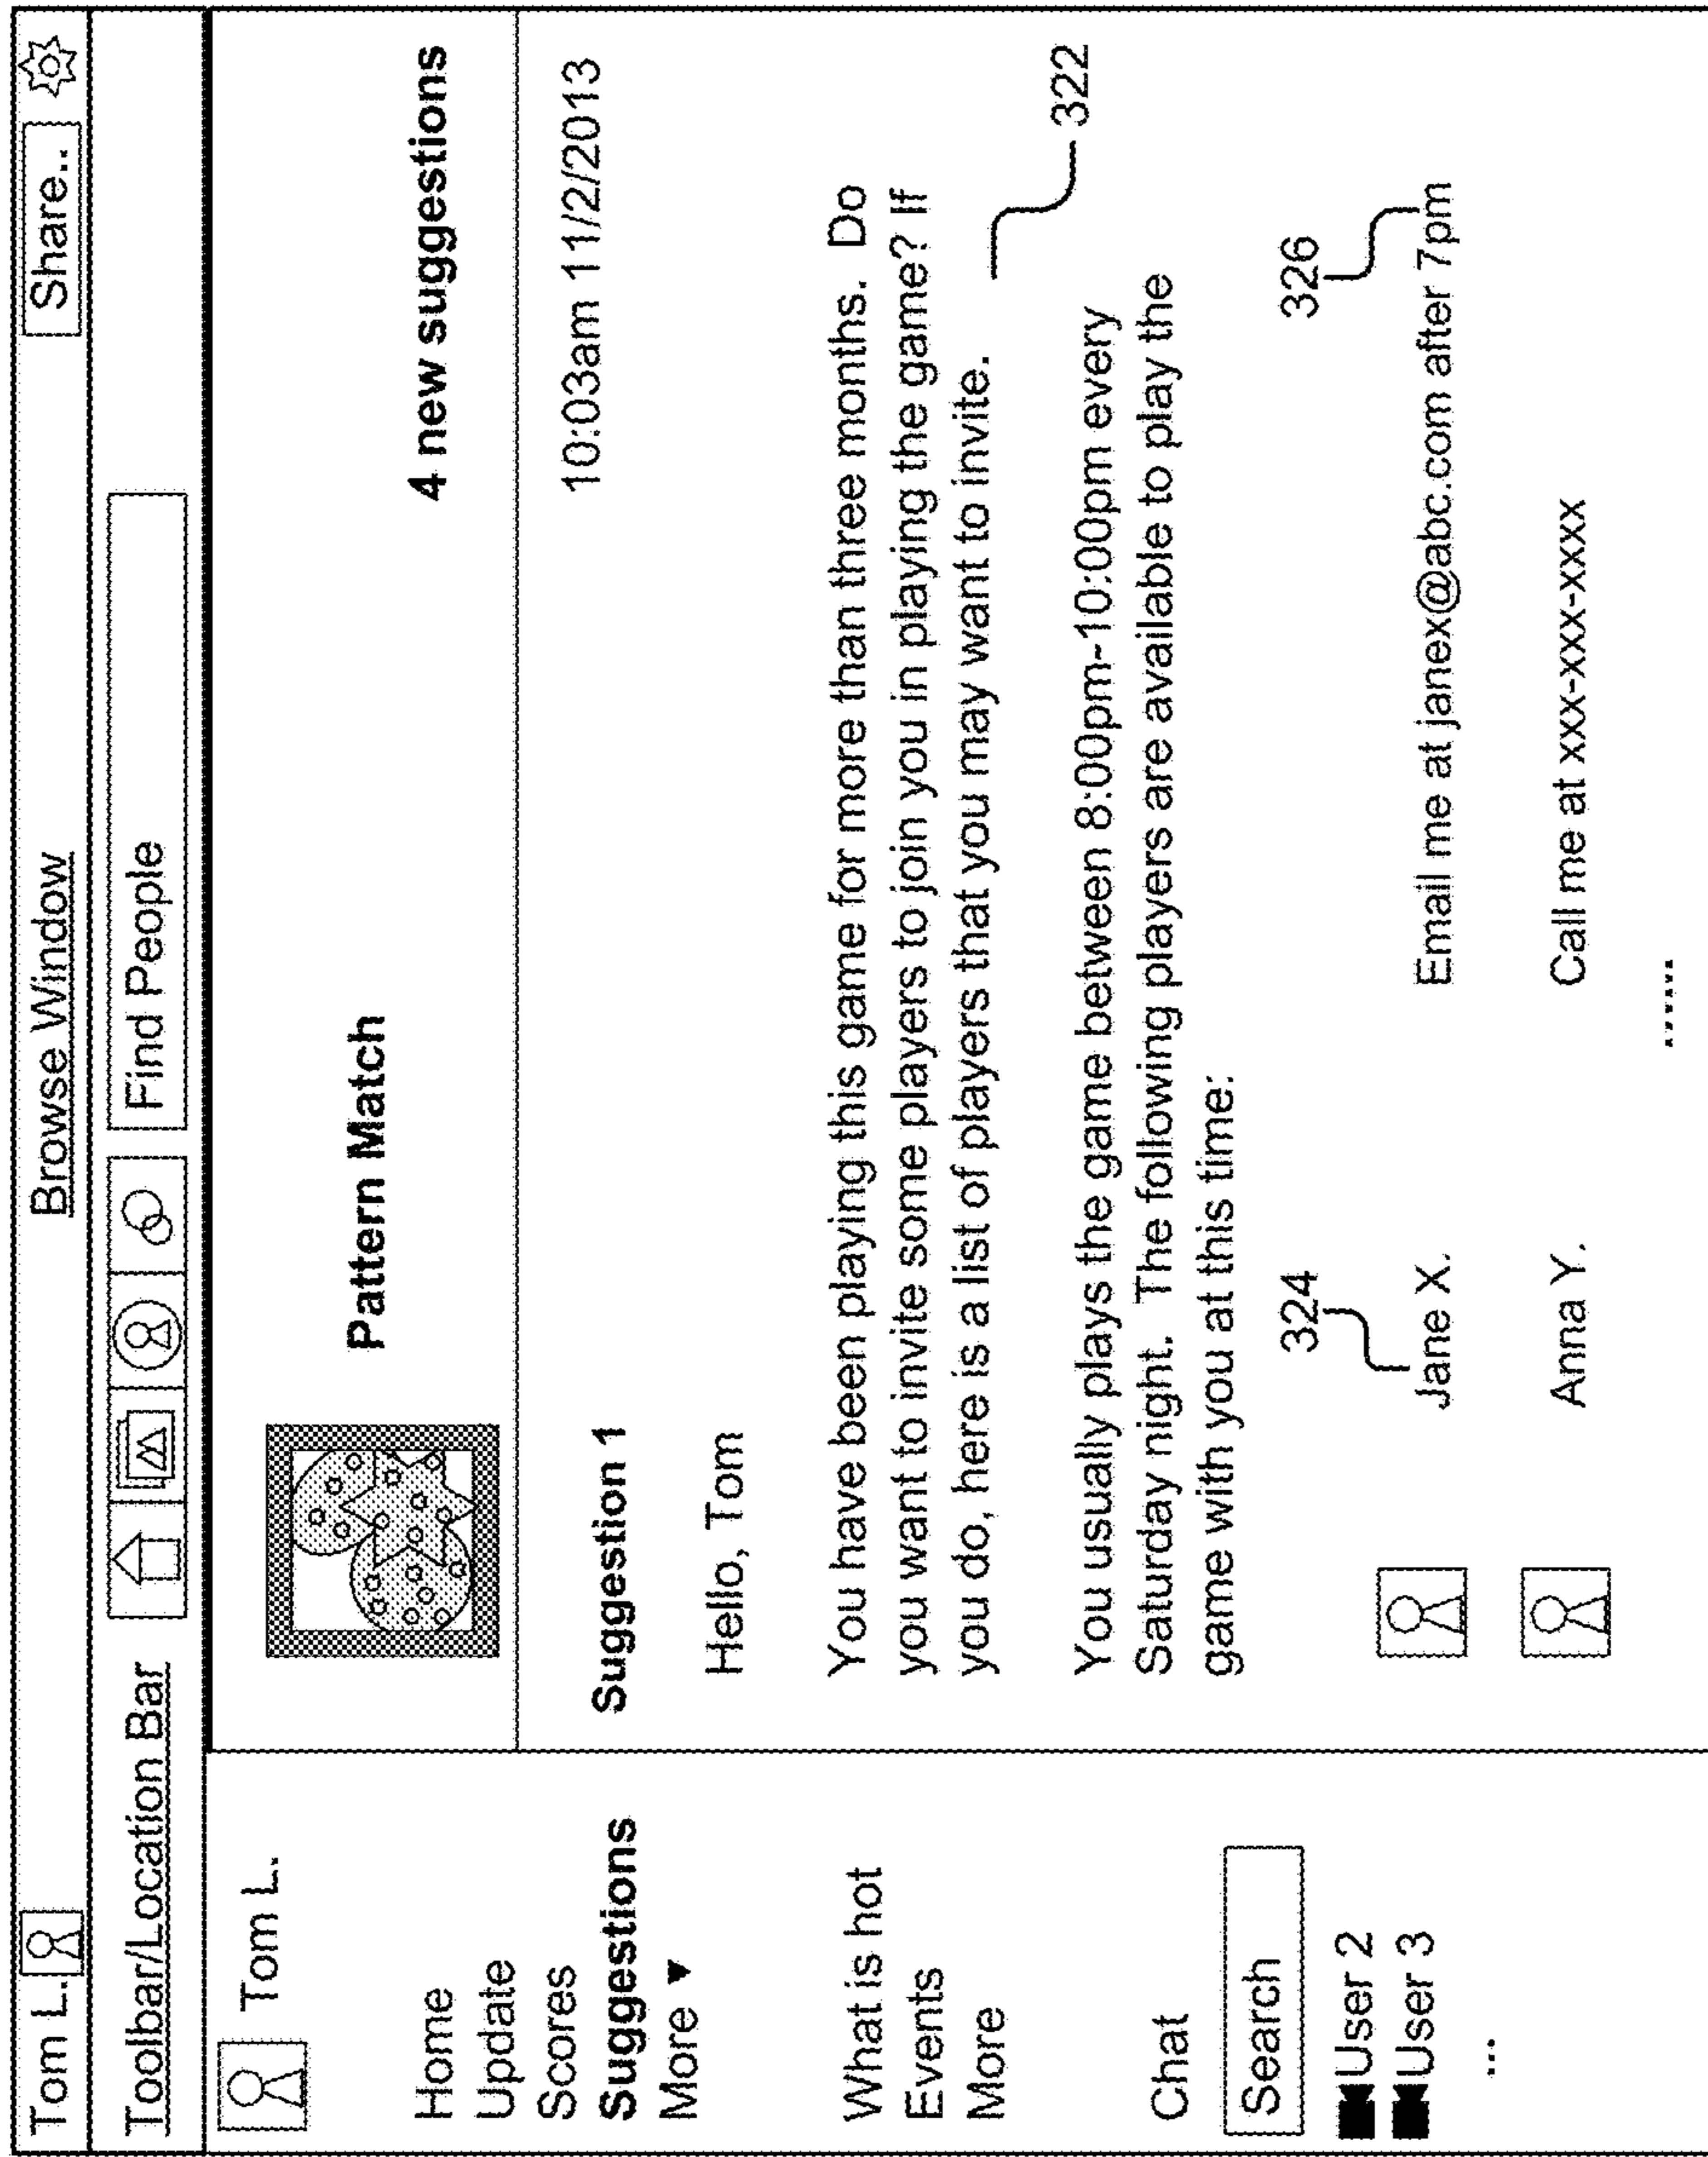 Tom L.
Browse Window
Share..
Toolbar/Location Bar
Find People
Tom L.
Home
Update
Scores
Suggestions
More ▼
What is hot
Events
More
Chat
Search
User 2
User 3
...
Pattern Match
4 new suggestions
Suggestion 1
10:03am 11/2/2013
Hello, Tom
You have been playing this game for more than three months. Do
you want to invite some players to join you in playing the game? If
you do, here is a list of players that you may want to invite.
322
You usually plays the game between 8:00pm-10:00pm every
Saturday night. The following players are available to play the
game with you at this time:
324
326
Jane X.
Email me at janex@abc.com after 7pm
Anna Y.
Call me at xxx-xxx-xxxx
.....